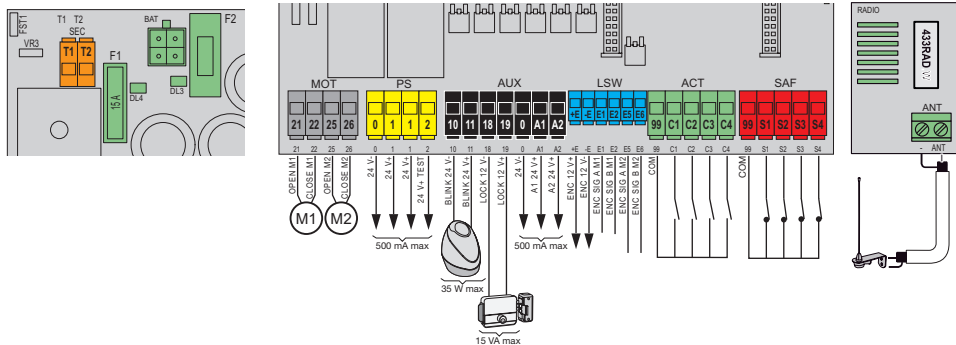 FST1
VR3
T1 T2
SEC
T1 T2
BAT
F2
F1
15 A
DL4
DL3
MOT
PS
AUX
LSW
ACT
SAF
21 22 25 26
0 1 1 2
10 11 18 19 0 A1 A2
+E -E E1 E2 E5 E6
99 C1 C2 C3 C4
99 S1 S2 S3 S4
21 22 25 26
0 1 1 2
10 11 18 19 0 A1 A2
+E -E E1 E2 E5 E6
99 C1 C2 C3 C4
99 S1 S2 S3 S4
OPEN M1
CLOSE M1
OPEN M2
CLOSE M2
24 V-
24 V+
24 V+
24 V+ TEST
BLINK 24 V-
BLINK 24 V+
LOCK 12 V-
LOCK 12 V+
24 V-
A1 24 V+
A2 24 V+
ENC 12 V+
ENC 12 V-
ENC SIG A M1
ENC SIG B M1
ENC SIG A M2
ENC SIG B M2
COM
COM
M1
M2
500 mA max
500 mA max
35 W max
15 VA max
RADIO
433RAD W
ANT
- ANT